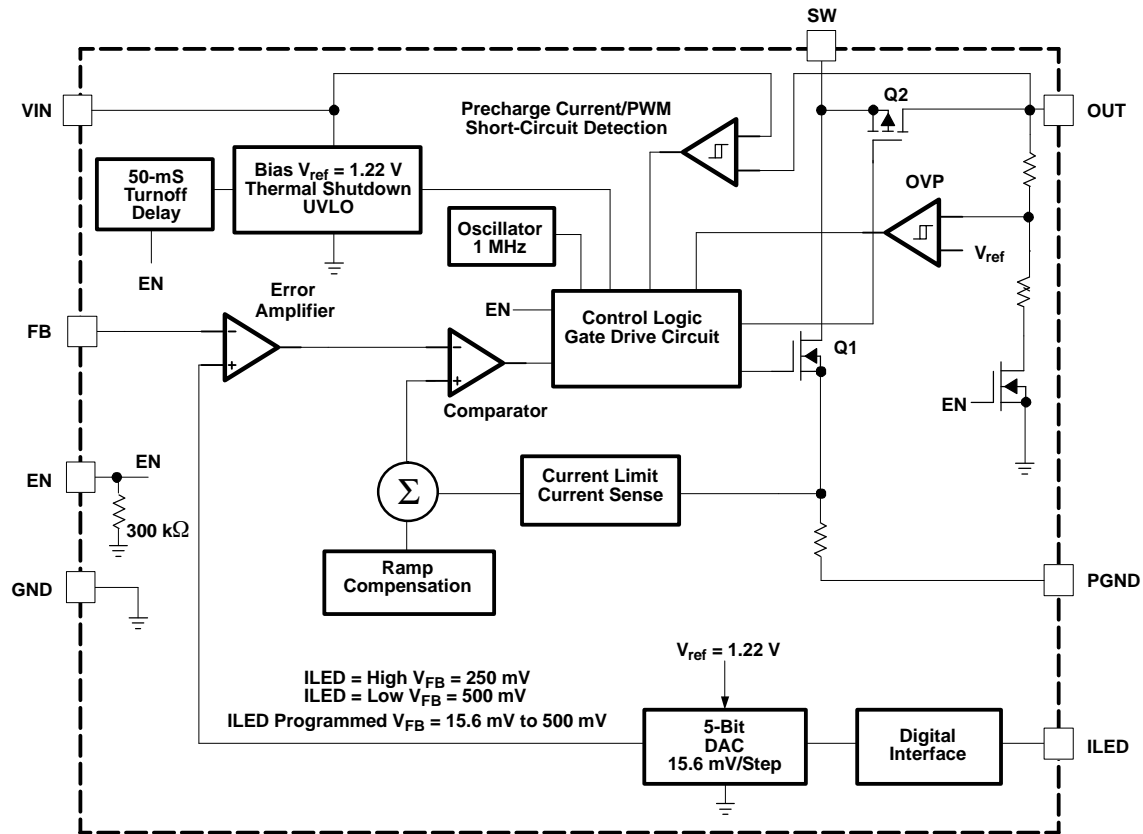 SW
VIN
Precharge Current/PWM
Short-Circuit Detection
Q2
OUT
50-mS
Turnoff
Delay
Bias Vref = 1.22 V
Thermal Shutdown
UVLO
OVP
Oscillator
1 MHz
Vref
EN
Error
Amplifier
EN
FB
−
+
−
+
Control Logic
Gate Drive Circuit
Q1
Comparator
EN
EN
EN
300 kΩ
Σ
Current Limit
Current Sense
GND
Ramp
Compensation
PGND
Vref = 1.22 V
ILED = High VFB = 250 mV
ILED = Low VFB = 500 mV
ILED Programmed VFB = 15.6 mV to 500 mV
5-Bit
DAC
15.6 mV/Step
Digital
Interface
ILED